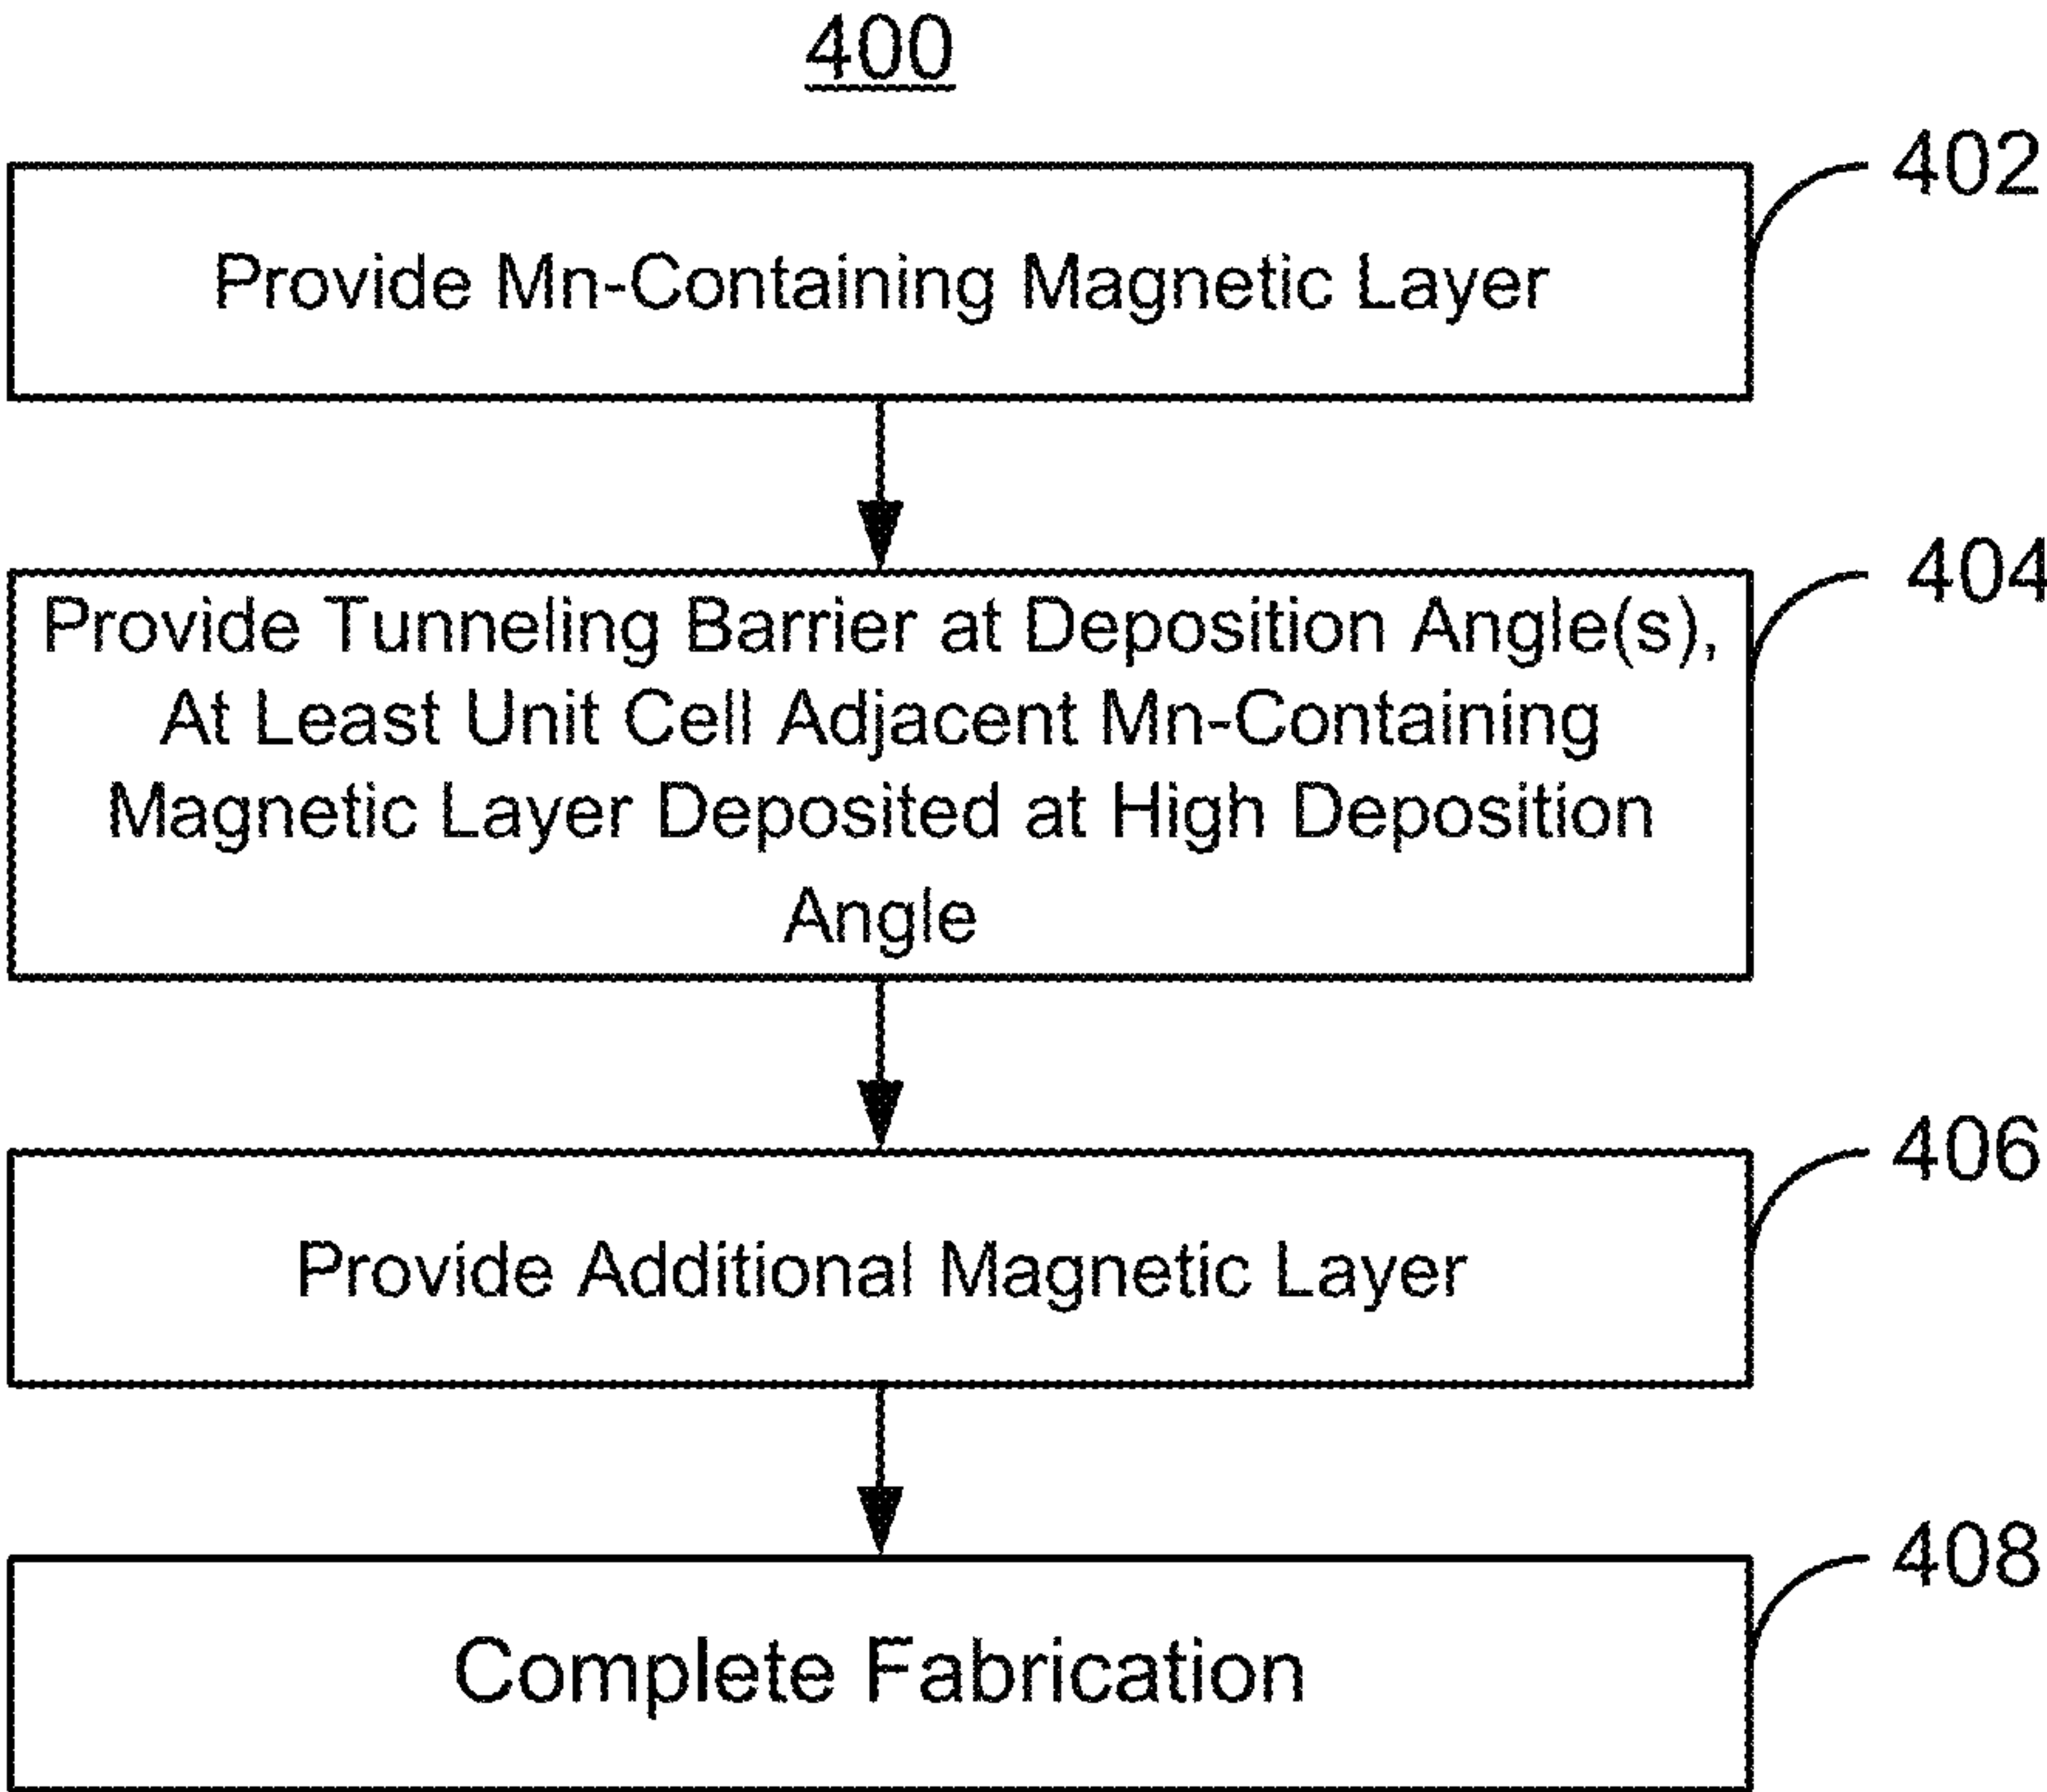 400
402
Provide Mn-Containing Magnetic Layer
404
Provide Tunneling Barrier at Deposition Angle(s),
At Least Unit Cell Adjacent Mn-Containing
Magnetic Layer Deposited at High Deposition
Angle
406
Provide Additional Magnetic Layer
408
Complete Fabrication